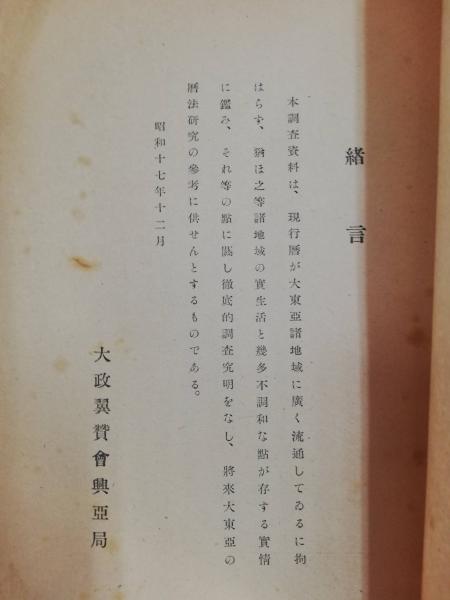 緒言
本調査資料は、現行暦が大東亞諸地域に廣く流通してゐるに拘
はらず、猶ほ之等諸地域の實生活と幾多不調和な點が存する實情
に鑑み、それ等の點に關し徹底的調査究明をなし、將來大東亞の
曆法研究の參考に供せんとするものである。
昭和十七年十二月
大政翼贊會興亞局